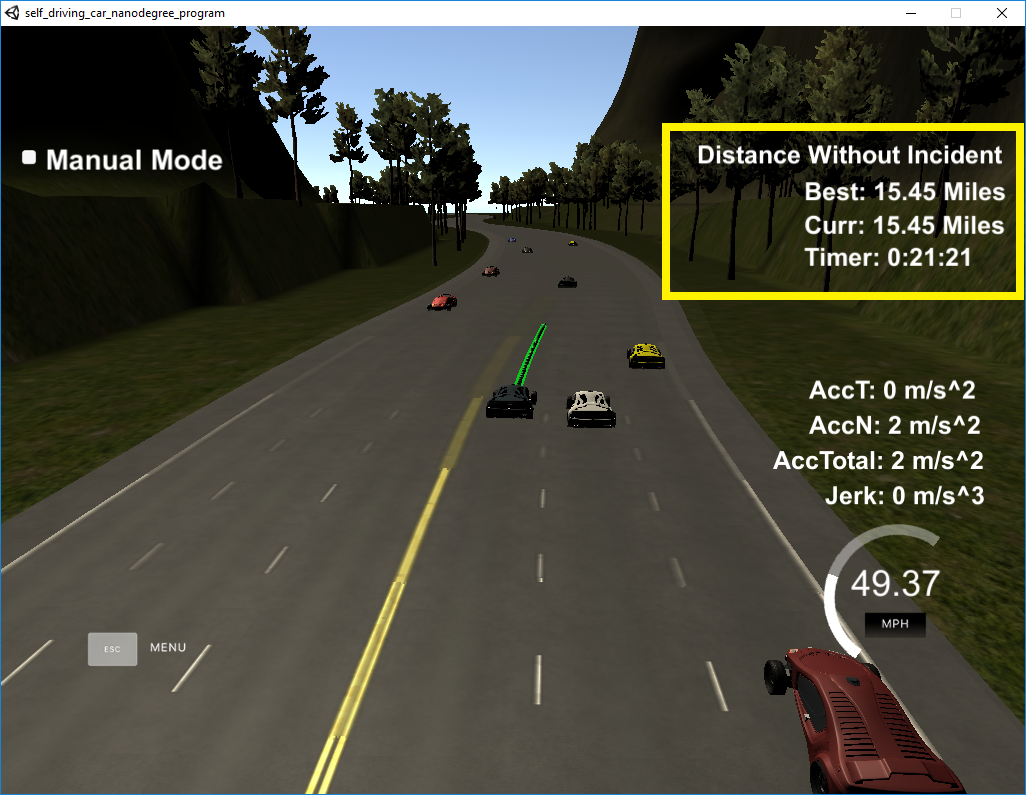 self_driving_car_nanodegree_program
Manual Mode
Distance Without Incident
Best: 15.45 Miles
Curr: 15.45 Miles
Timer: 0:21:21
AccT: 0 m/s^2
AccN: 2 m/s^2
AccTotal: 2 m/s^2
Jerk: 0 m/s^3
49.37
MPH
ESC MENU